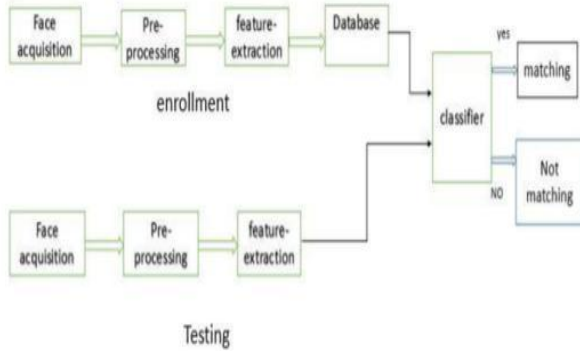 Face
acquisition
Pre-
processing
feature-
extraction
Database
enrollment
classifier
yes
matching
NO
Not
matching
Face
acquisition
Pre-
processing
feature-
extraction
Testing